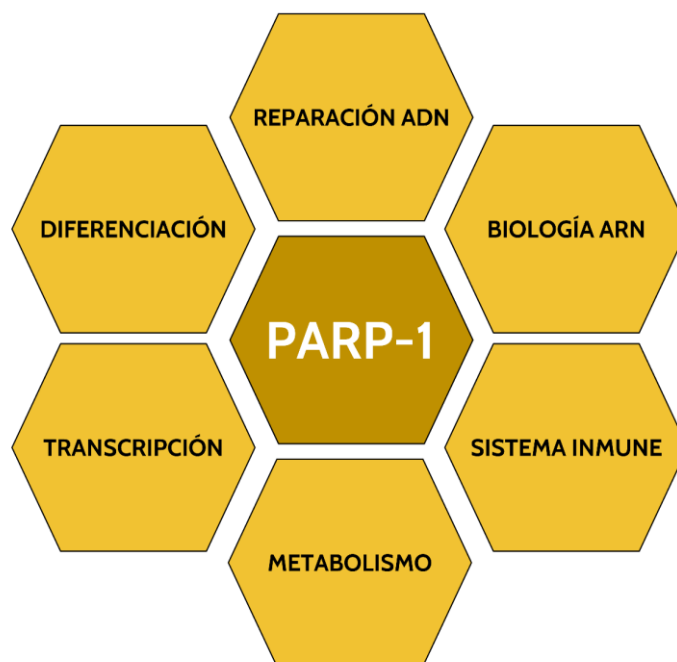 REPARACIÓN ADN
DIFERENCIACIÓN
BIOLOGÍA ARN
PARP-1
TRANSCRIPCIÓN
SISTEMA INMUNE
METABOLISMO